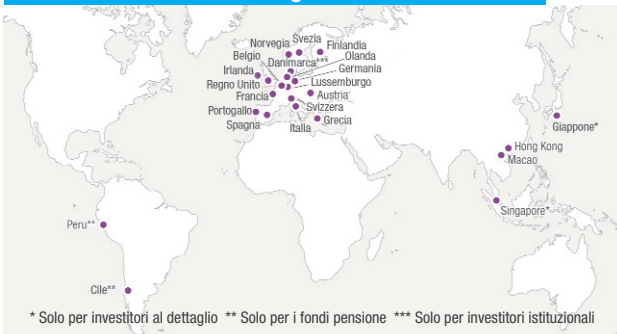 Norvegia
Svezia
Finlandia
Belgio
Danimarca***
Olanda
Irlanda
Germania
Regno Unito
Lussemburgo
Francia
Austria
Portogallo
Svizzera
Spagna
Italia
Grecia
Giappone*
Hong Kong
Macao
Singapore*
Peru**
Cile**
* Solo per investitori al dettaglio ** Solo per i fondi pensione *** Solo per investitori istituzionali